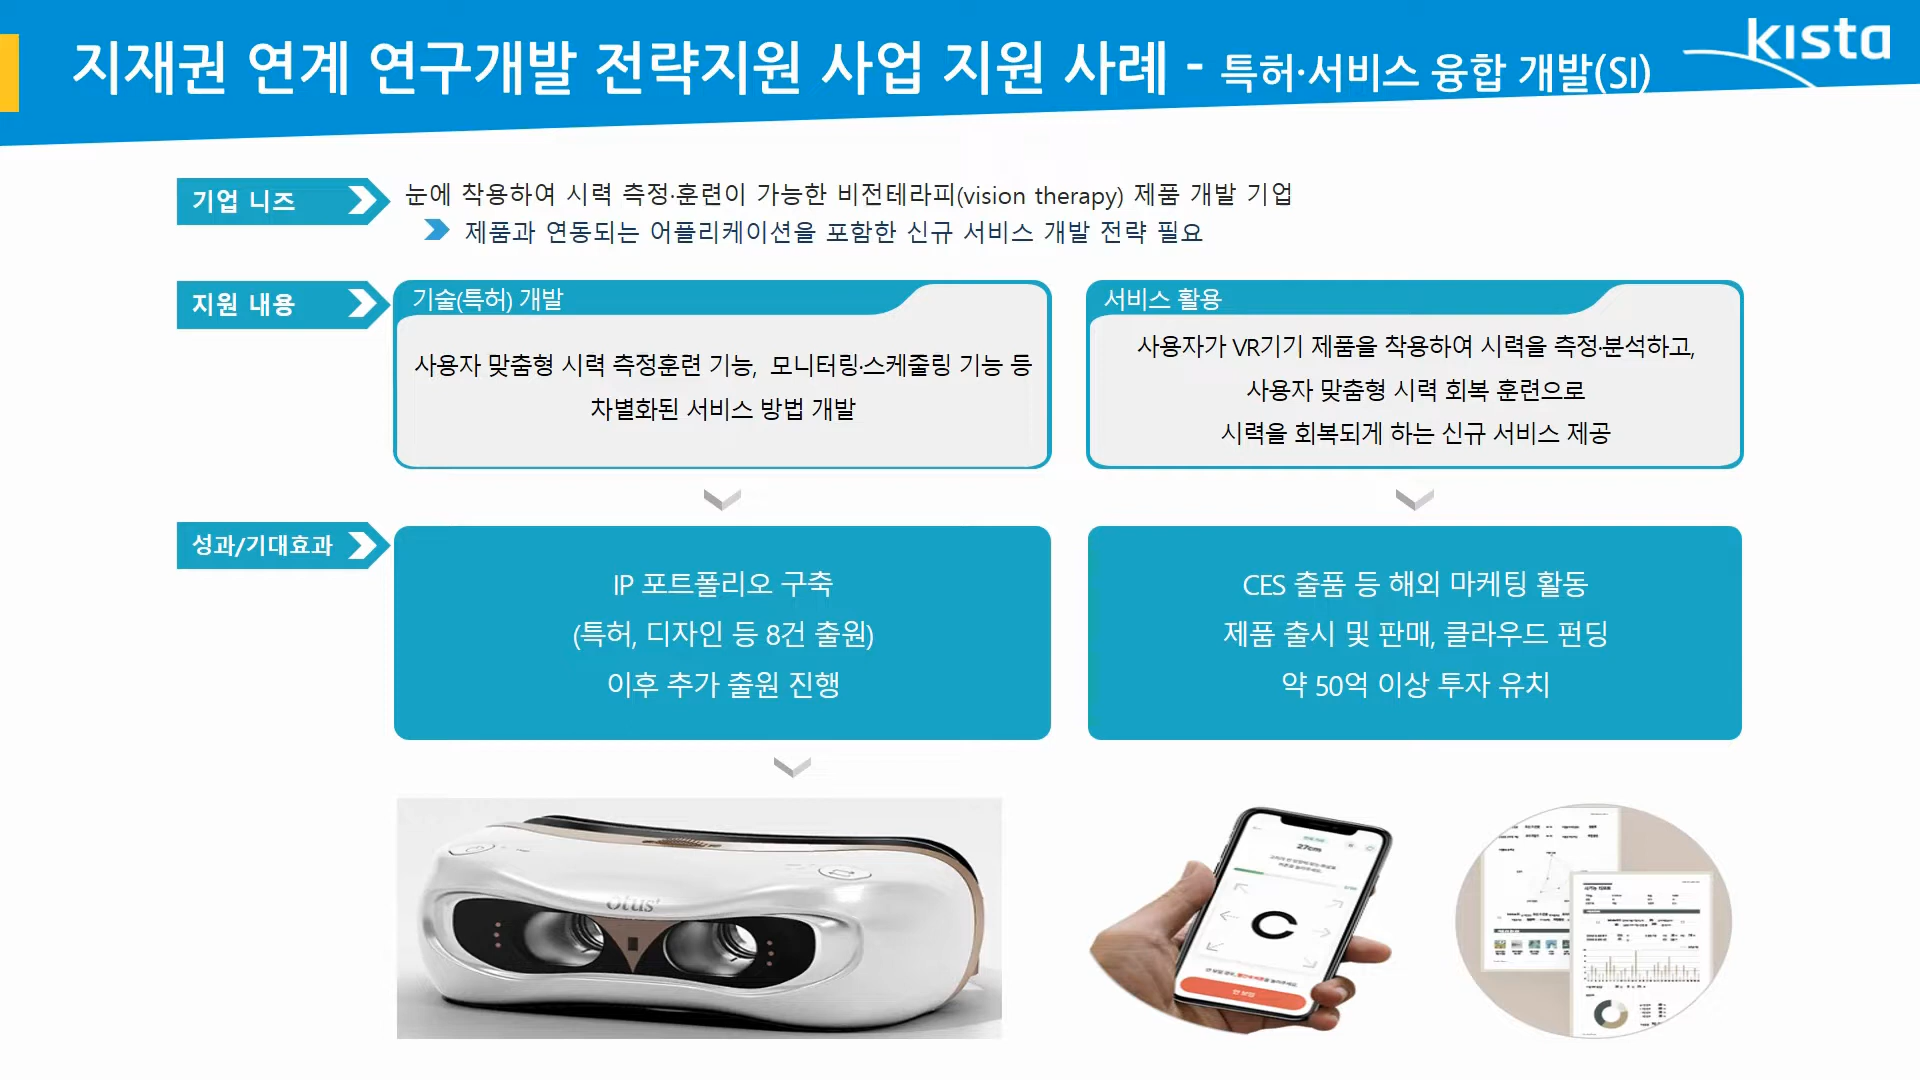 지재권 연계 연구개발 전략지원 사업 지원 사례 - 특허·서비스 융합 개발(SI)
kista
기업 니즈
눈에 착용하여 시력 측정·훈련이 가능한 비전테라피(vision therapy) 제품 개발 기업
제품과 연동되는 어플리케이션을 포함한 신규 서비스 개발 전략 필요
지원 내용
기술(특허) 개발
사용자 맞춤형 시력 측정훈련 기능, 모니터링·스케줄링 기능 등
차별화된 서비스 방법 개발
서비스 활용
사용자가 VR기기 제품을 착용하여 시력을 측정·분석하고,
사용자 맞춤형 시력 회복 훈련으로
시력을 회복되게 하는 신규 서비스 제공
성과/기대효과
IP 포트폴리오 구축
(특허, 디자인 등 8건 출원)
이후 추가 출원 진행
CES 출품 등 해외 마케팅 활동
제품 출시 및 판매, 클라우드 펀딩
약 50억 이상 투자 유치
otus
27cm